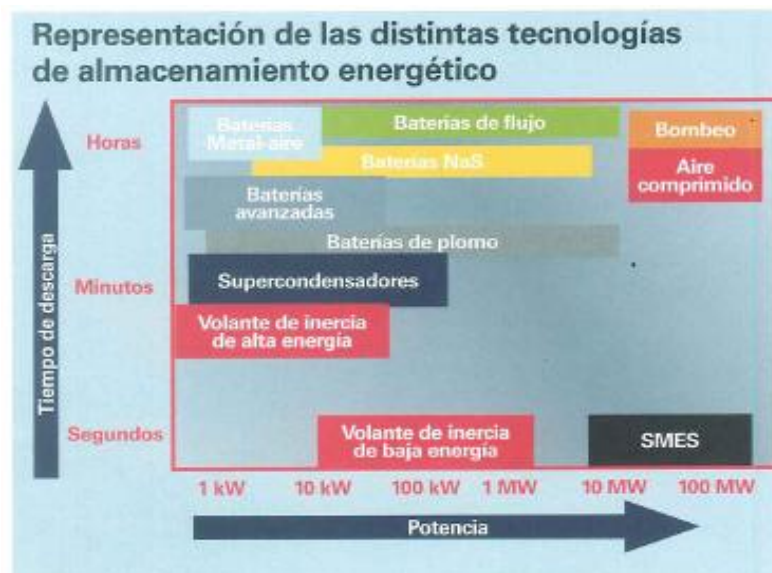 Representación de las distintas tecnologías
de almacenamiento energético
Tiempo de descarga
Horas
Minutos
Segundos
Baterías
Metal-aire
Baterías de flujo
Bombeo
Baterías NaS
Aire
comprimido
Baterías
avanzadas
Baterías de plomo
Supercondensadores
Volante de inercia
de alta energía
Volante de inercia
de baja energía
SMES
1 kW 10 kW 100 kW 1 MW 10 MW 100 MW
Potencia